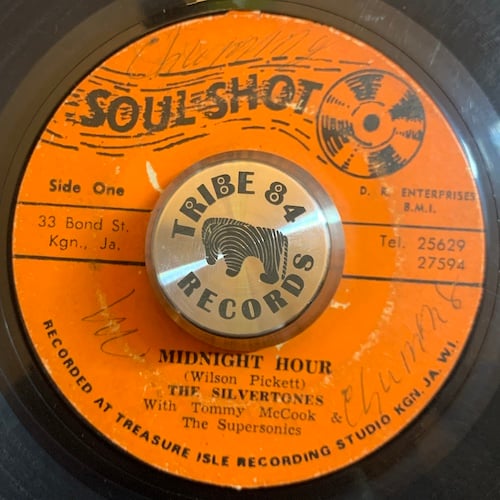 SOUL SHOT
Side One
D. R. ENTERPRISES
B.M.I.
33 Bond St.
Kgn., Ja.
Tel. 25629
27594
TRIBE 84
RECORDS
MIDNIGHT HOUR
(Wilson Pickett)
THE SILVERTONES
With Tommy McCook &
The Supersonics
RECORDED AT TREASURE ISLE RECORDING STUDIO KGN. JA. W.I.